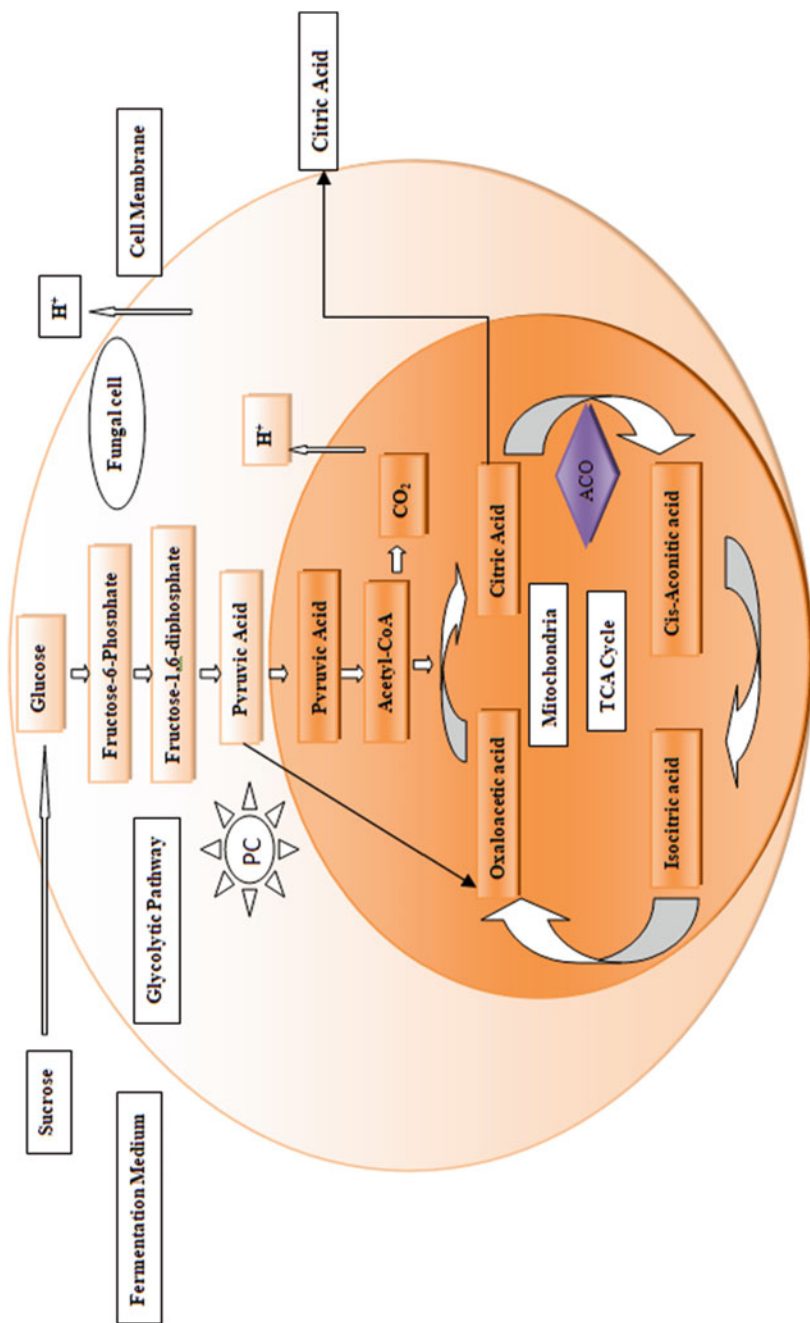 Sucrose
Glucose
H⁺
Fermentation Medium
Fructose-6-Phosphate
Fungal cell
Cell Membrane
Glycolytic Pathway
Fructose-1,6-diphosphate
PC
Pyruvic Acid
H⁺
Pyruvic Acid
Citric Acid
Acetyl-CoA
CO₂
Oxaloacetic acid
Citric Acid
Mitochondria
TCA Cycle
ACO
Isocitric acid
Cis-Aconitic acid